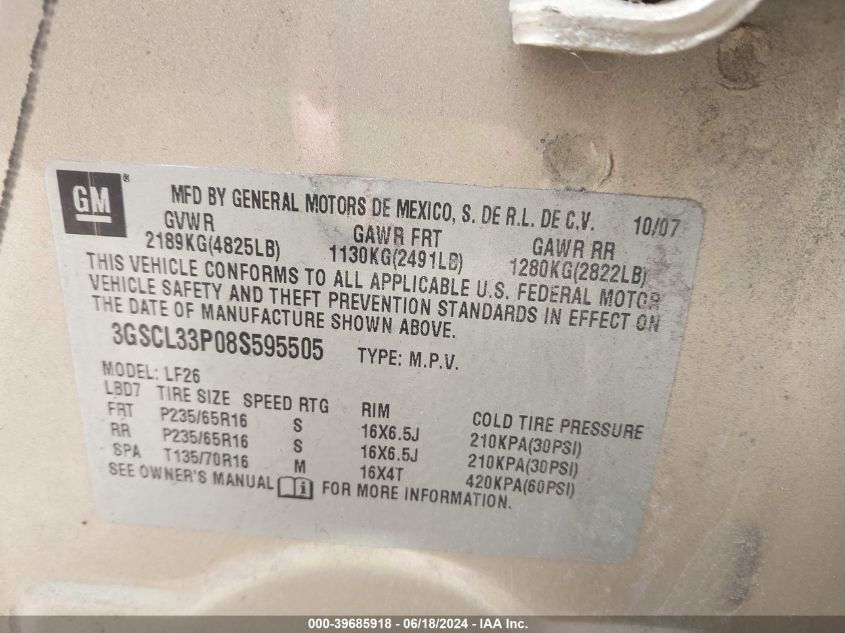 GM ®
MFD BY GENERAL MOTORS DE MEXICO, S. DE R.L. DE C.V. 10/07
GVWR GAWR FRT GAWR RR
2189KG(4825LB) 1130KG(2491LB) 1280KG(2822LB)
THIS VEHICLE CONFORMS TO ALL APPLICABLE U.S. FEDERAL MOTOR
VEHICLE SAFETY AND THEFT PREVENTION STANDARDS IN EFFECT ON
THE DATE OF MANUFACTURE SHOWN ABOVE.
3GSCL33P08S595505 TYPE: M.P.V.
MODEL: LF26
LBD7 TIRE SIZE SPEED RTG RIM COLD TIRE PRESSURE
FRT P235/65R16 S 16X6.5J 210KPA(30PSI)
RR P235/65R16 S 16X6.5J 210KPA(30PSI)
SPA T135/70R16 M 16X4T 420KPA(60PSI)
SEE OWNER'S MANUAL FOR MORE INFORMATION.
000-39685918 - 06/18/2024 - IAA Inc.